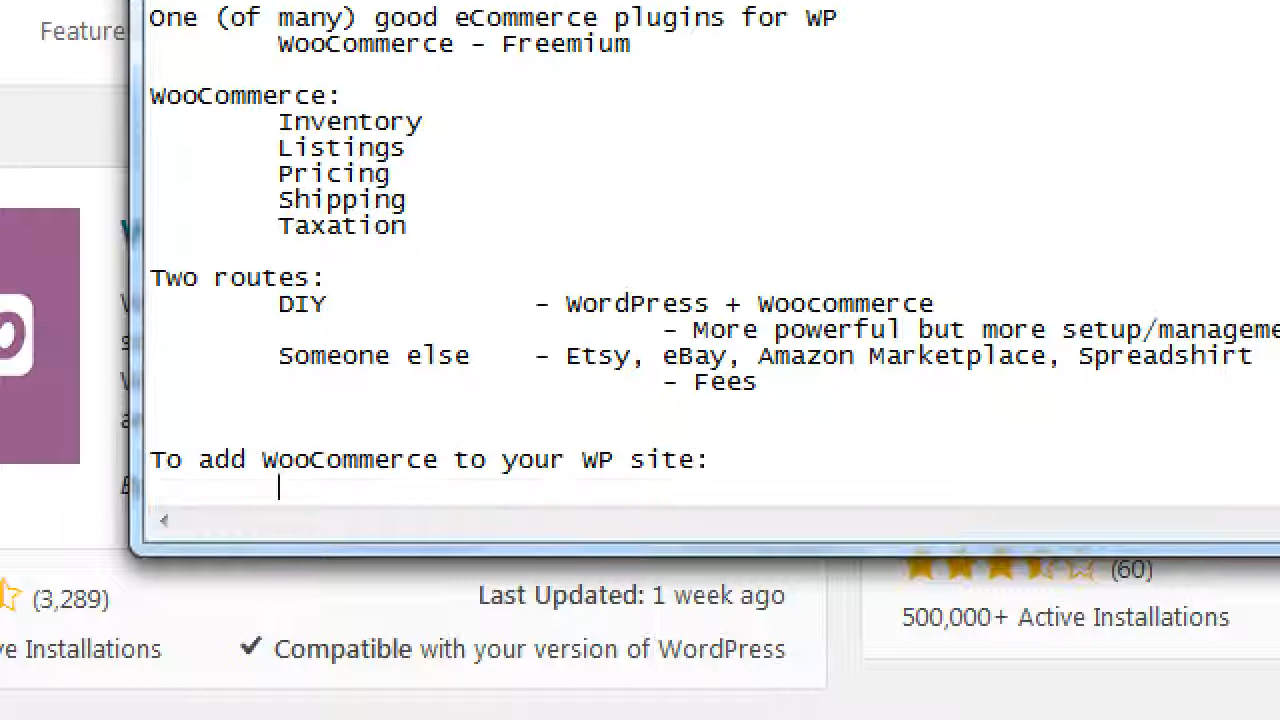 Feature
One (of many) good eCommerce plugins for WP
WooCommerce - Freemium
WooCommerce:
Inventory
Listings
Pricing
Shipping
Taxation
Two routes:
DIY - WordPress + Woocommerce
- More powerful but more setup/manageme
Someone else - Etsy, eBay, Amazon Marketplace, Spreadshirt
- Fees
To add WooCommerce to your WP site:
(3,289)
Last Updated: 1 week ago
(60)
ve Installations
Compatible with your version of WordPress
500,000+ Active Installations